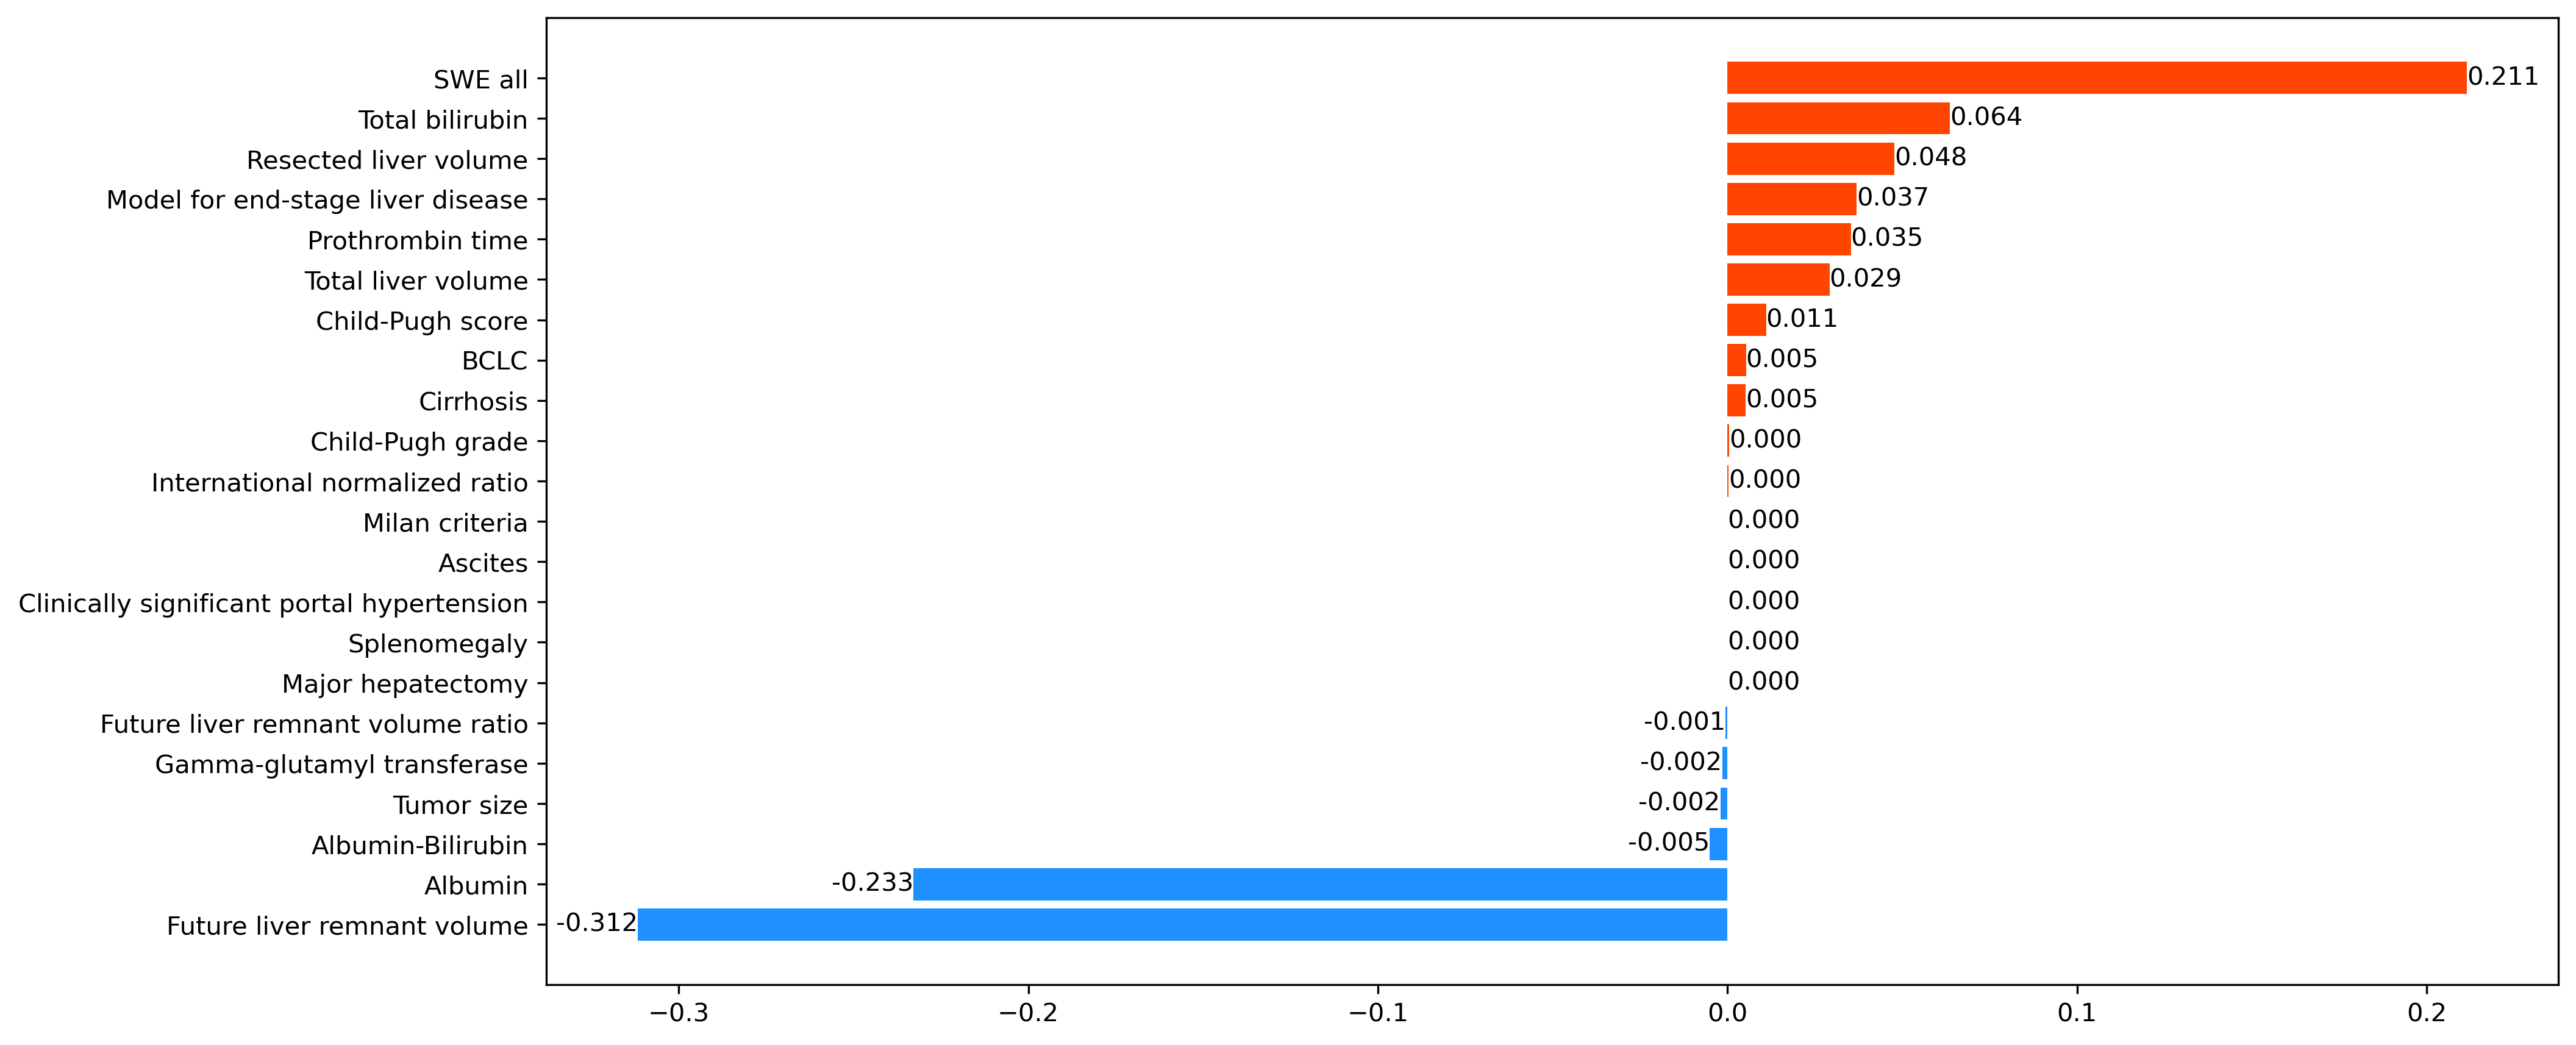 SWE all 0.211
Total bilirubin 0.064
Resected liver volume 0.048
Model for end-stage liver disease 0.037
Prothrombin time 0.035
Total liver volume 0.029
Child-Pugh score 0.011
BCLC 0.005
Cirrhosis 0.005
Child-Pugh grade 0.000
International normalized ratio 0.000
Milan criteria 0.000
Ascites 0.000
Clinically significant portal hypertension 0.000
Splenomegaly 0.000
Major hepatectomy 0.000
Future liver remnant volume ratio -0.001
Gamma-glutamyl transferase -0.002
Tumor size -0.002
Albumin-Bilirubin -0.005
Albumin -0.233
Future liver remnant volume -0.312
−0.3 −0.2 −0.1 0.0 0.1 0.2